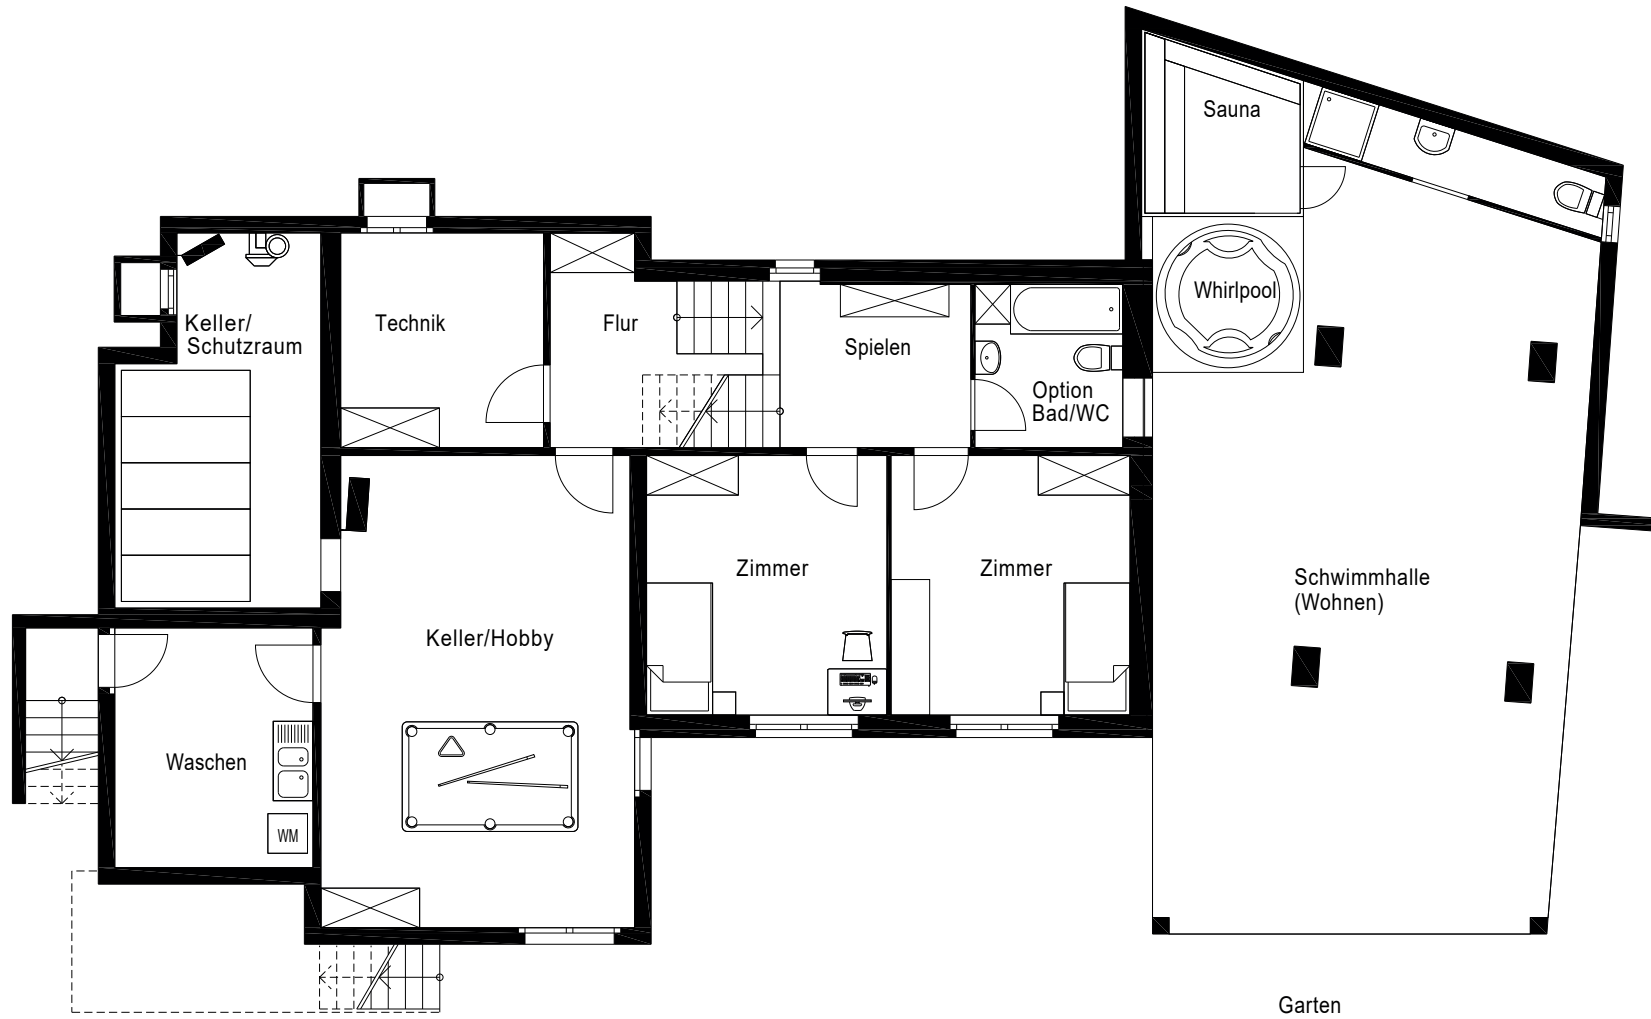 Sauna
Whirlpool
Keller/
Schutzraum
Technik
Flur
Spielen
Option
Bad/WC
Zimmer
Zimmer
Schwimmhalle
(Wohnen)
Keller/Hobby
Waschen
WM
Garten